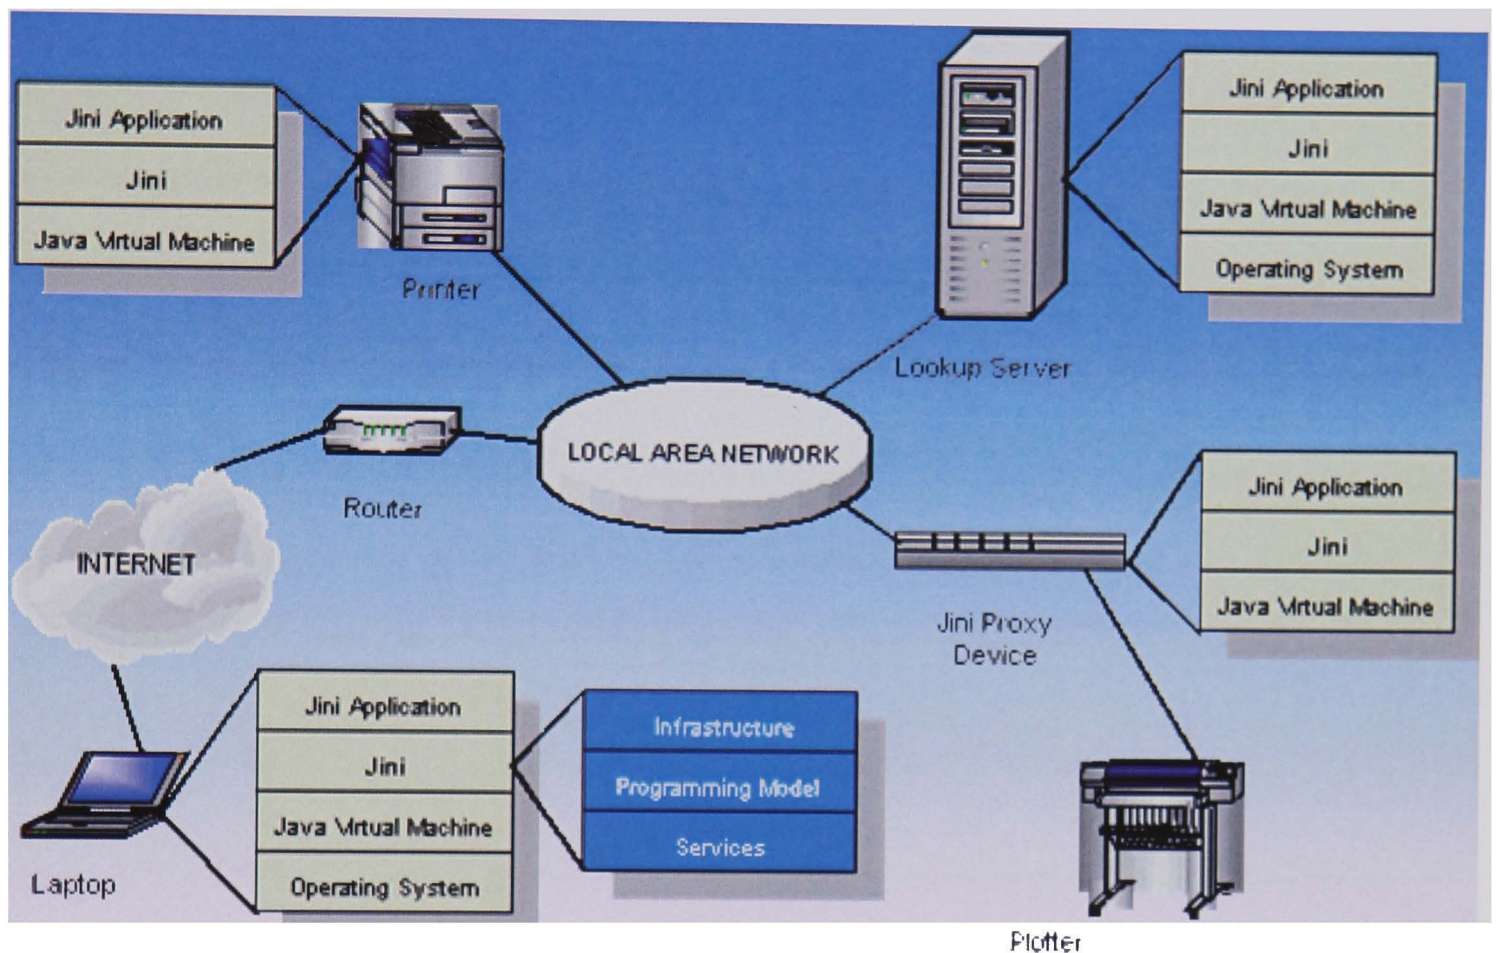 Jini Application
Jini
Java Virtual Machine
Printer
Jini Application
Jini
Java Virtual Machine
Operating System
Lookup Server
LOCAL AREA NETWORK
Router
INTERNET
Jini Application
Jini
Java Virtual Machine
Jini Proxy
Device
Jini Application
Jini
Java Virtual Machine
Operating System
Infrastructure
Programming Model
Services
Laptop
Plotter